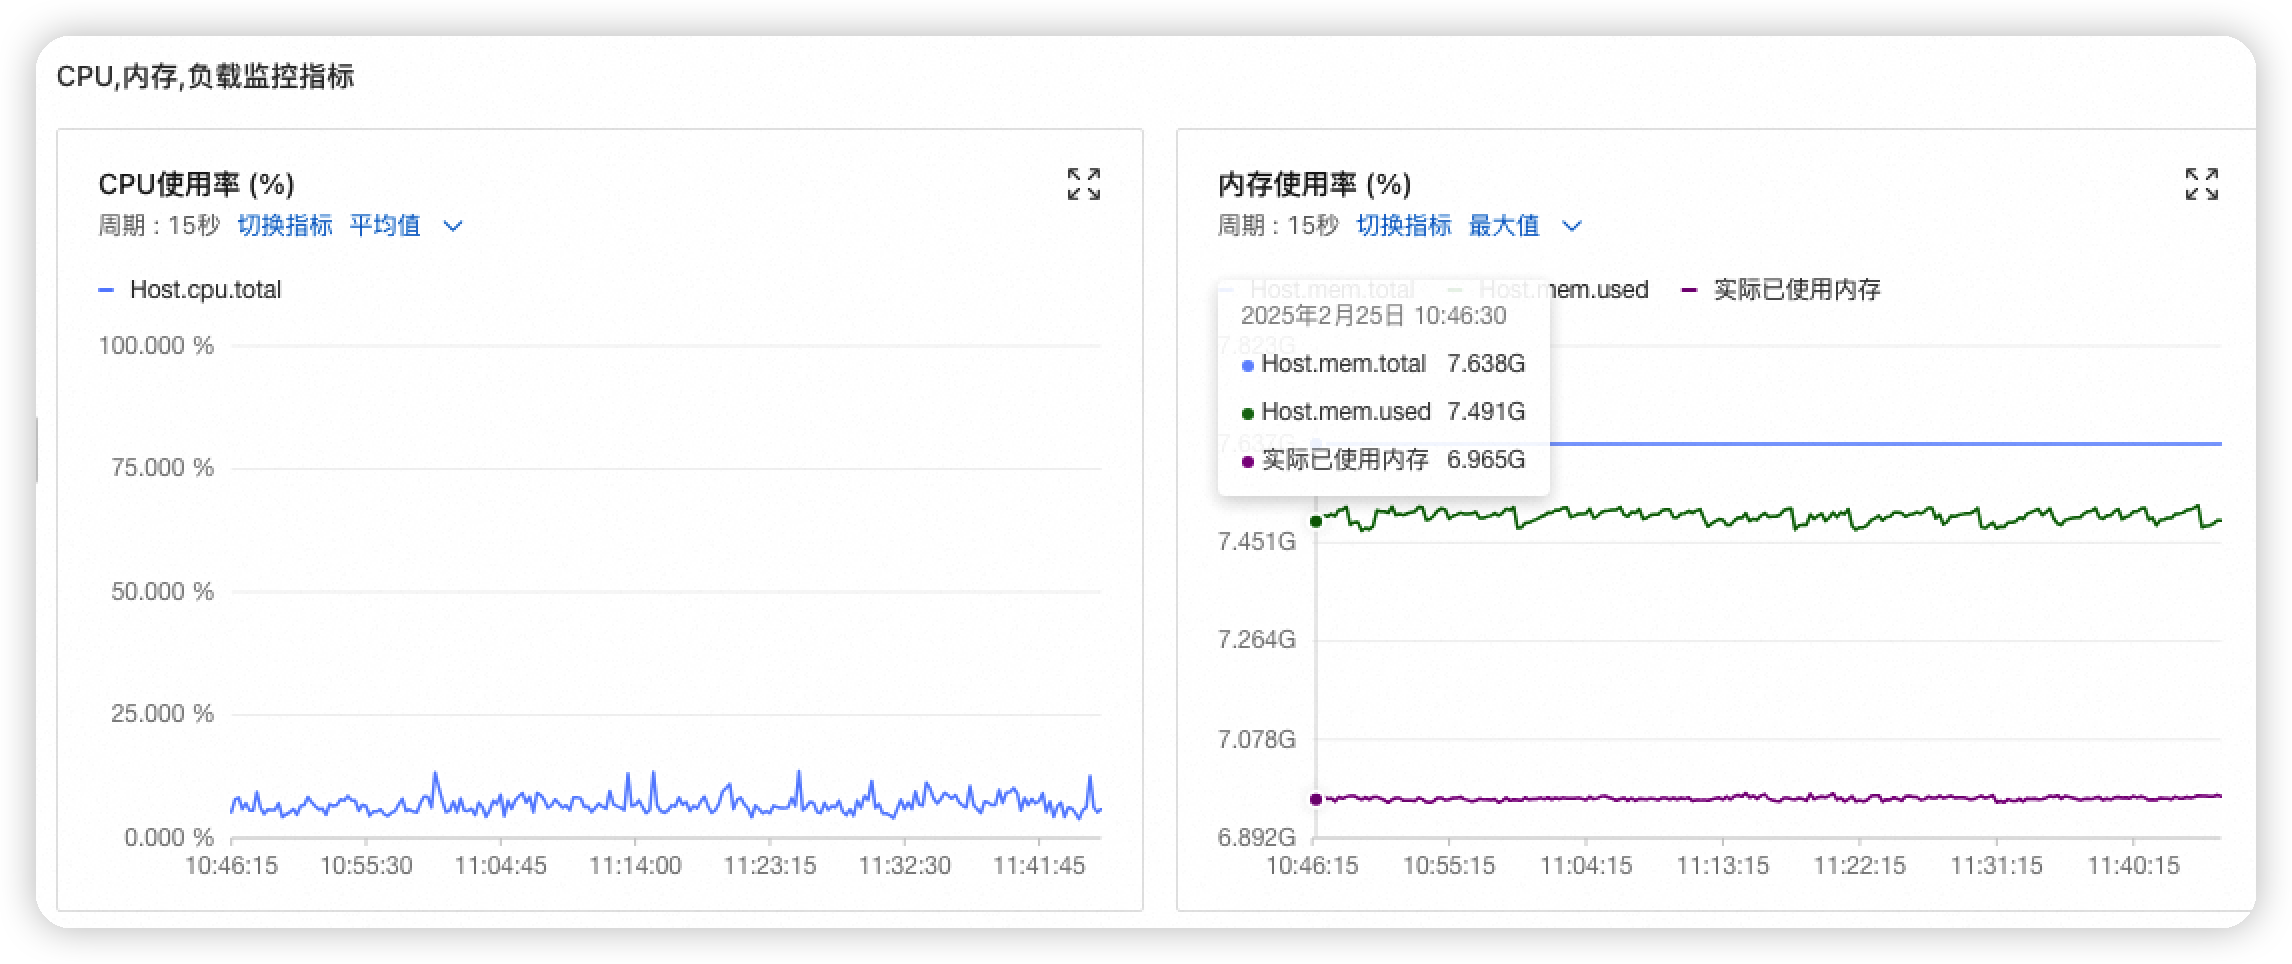 CPU,内存,负载监控指标
CPU使用率 (%)
周期 : 15秒 切换指标 平均值
Host.cpu.total
100.000 %
75.000 %
50.000 %
25.000 %
0.000 %
10:46:15 10:55:30 11:04:45 11:14:00 11:23:15 11:32:30 11:41:45
内存使用率 (%)
周期 : 15秒 切换指标 最大值
Host.mem.total Host.mem.used 实际已使用内存
2025年2月25日 10:46:30
7.823G
Host.mem.total 7.638G
Host.mem.used 7.491G
7.637G
实际已使用内存 6.965G
7.451G
7.264G
7.078G
6.892G
10:46:15 10:55:15 11:04:15 11:13:15 11:22:15 11:31:15 11:40:15